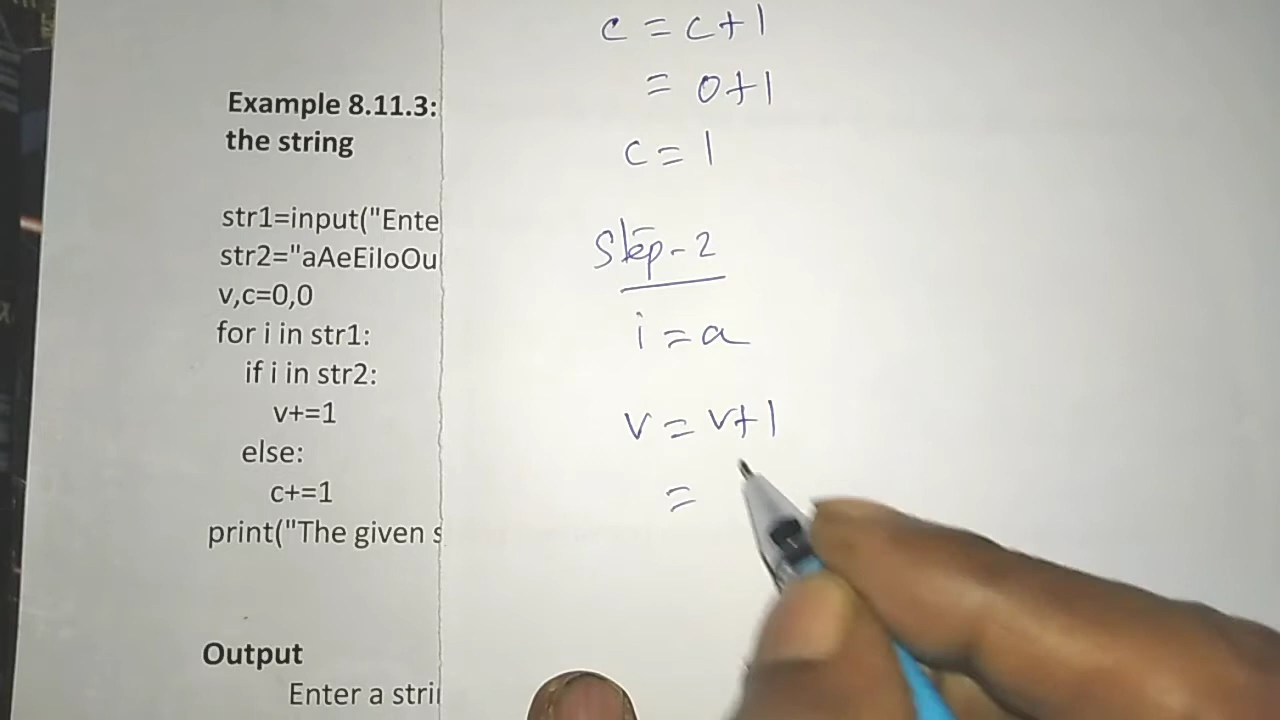 Example 8.11.3:
the string
str1=input("Ente
str2="aAeEiIoOu
v,c=0,0
for i in str1:
if i in str2:
v+=1
else:
c+=1
print("The given s
Output
Enter a stri
c = c+1
= 0+1
c = 1
Step-2
i = a
v = v+1
=